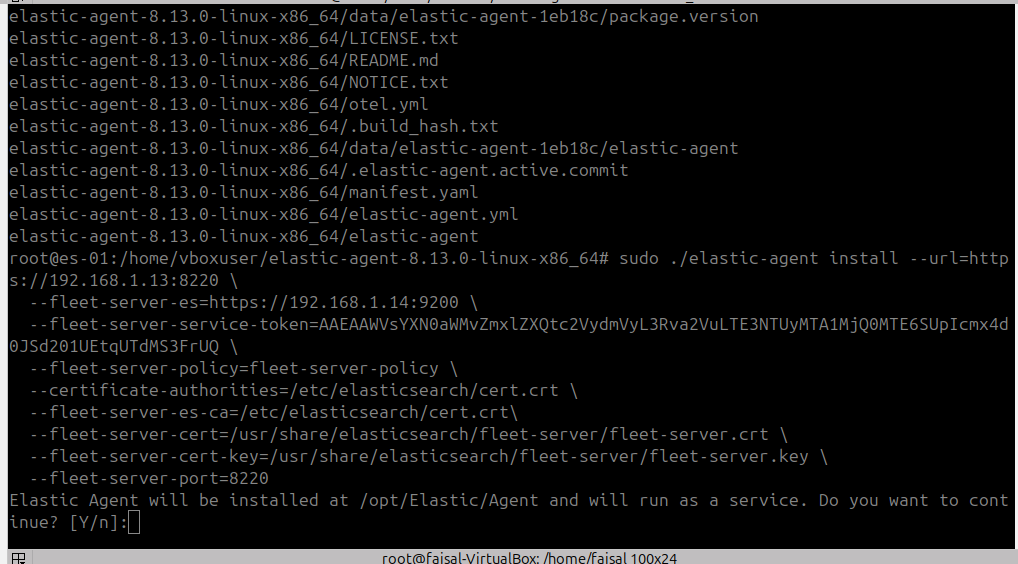 elastic-agent-8.13.0-linux-x86_64/data/elastic-agent-1eb18c/package.version
elastic-agent-8.13.0-linux-x86_64/LICENSE.txt
elastic-agent-8.13.0-linux-x86_64/README.md
elastic-agent-8.13.0-linux-x86_64/NOTICE.txt
elastic-agent-8.13.0-linux-x86_64/otel.yml
elastic-agent-8.13.0-linux-x86_64/.build_hash.txt
elastic-agent-8.13.0-linux-x86_64/data/elastic-agent-1eb18c/elastic-agent
elastic-agent-8.13.0-linux-x86_64/.elastic-agent.active.commit
elastic-agent-8.13.0-linux-x86_64/manifest.yaml
elastic-agent-8.13.0-linux-x86_64/elastic-agent.yml
elastic-agent-8.13.0-linux-x86_64/elastic-agent
root@es-01:/home/vboxuser/elastic-agent-8.13.0-linux-x86_64# sudo ./elastic-agent install --url=http
s://192.168.1.13:8220 \
  --fleet-server-es=https://192.168.1.14:9200 \
  --fleet-server-service-token=AAEAAWVsYXN0aWMvZmxlZXQtc2VydmVyL3Rva2VuLTE3NTUyMTA1MjQ0MTE6SUpIcmx4d
0JSd201UEtqUTdMS3FrUQ \
  --fleet-server-policy=fleet-server-policy \
  --certificate-authorities=/etc/elasticsearch/cert.crt \
  --fleet-server-es-ca=/etc/elasticsearch/cert.crt\
  --fleet-server-cert=/usr/share/elasticsearch/fleet-server/fleet-server.crt \
  --fleet-server-cert-key=/usr/share/elasticsearch/fleet-server/fleet-server.key \
  --fleet-server-port=8220
Elastic Agent will be installed at /opt/Elastic/Agent and will run as a service. Do you want to cont
inue? [Y/n]:
root@faisal-VirtualBox: /home/faisal 100x24